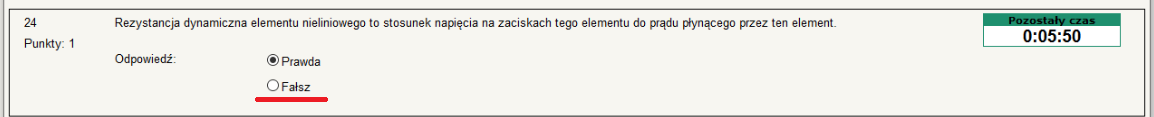 24
Rezystancja dynamiczna elementu nieliniowego to stosunek napięcia na zaciskach tego elementu do prądu płynącego przez ten element.
Pozostały czas
0:05:50
Punkty: 1
Odpowiedź:
Prawda
Fałsz